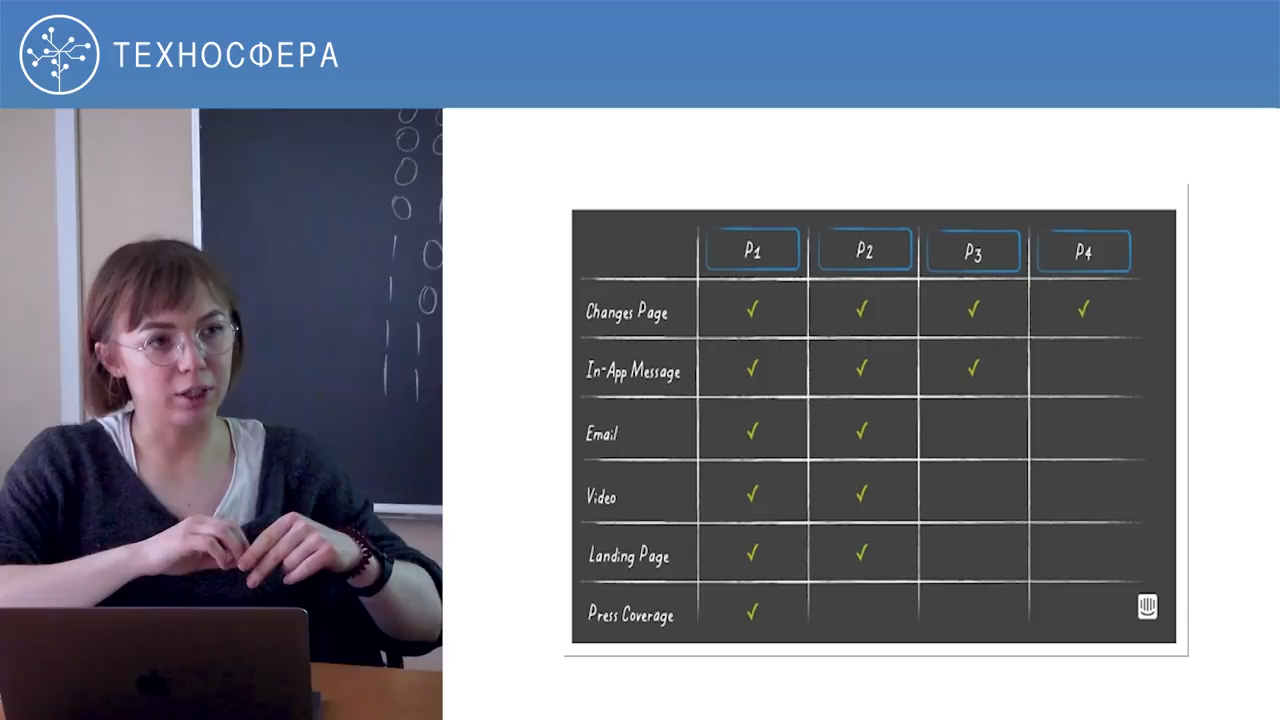 ТЕХНОСФЕРА
P1 P2 P3 P4
Changes Page ✓ ✓ ✓ ✓
In-App Message ✓ ✓ ✓
Email ✓ ✓
Video ✓ ✓
Landing Page ✓ ✓
Press Coverage ✓